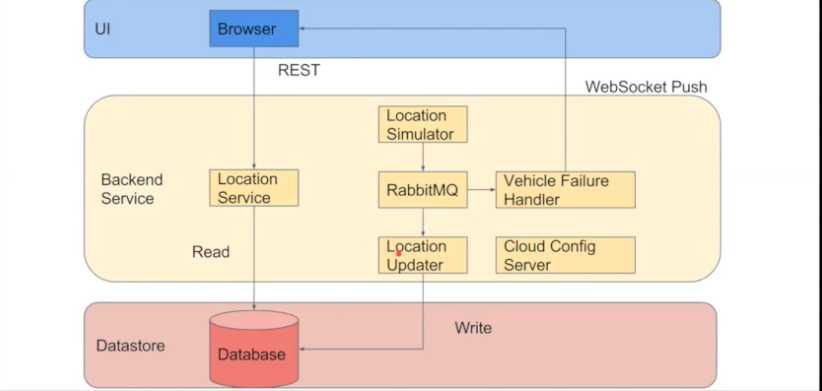 UI
Browser
REST
WebSocket Push
Location
Simulator
Backend
Service
Location
Service
RabbitMQ
Vehicle Failure
Handler
Read
Location
Updater
Cloud Config
Server
Datastore
Database
Write